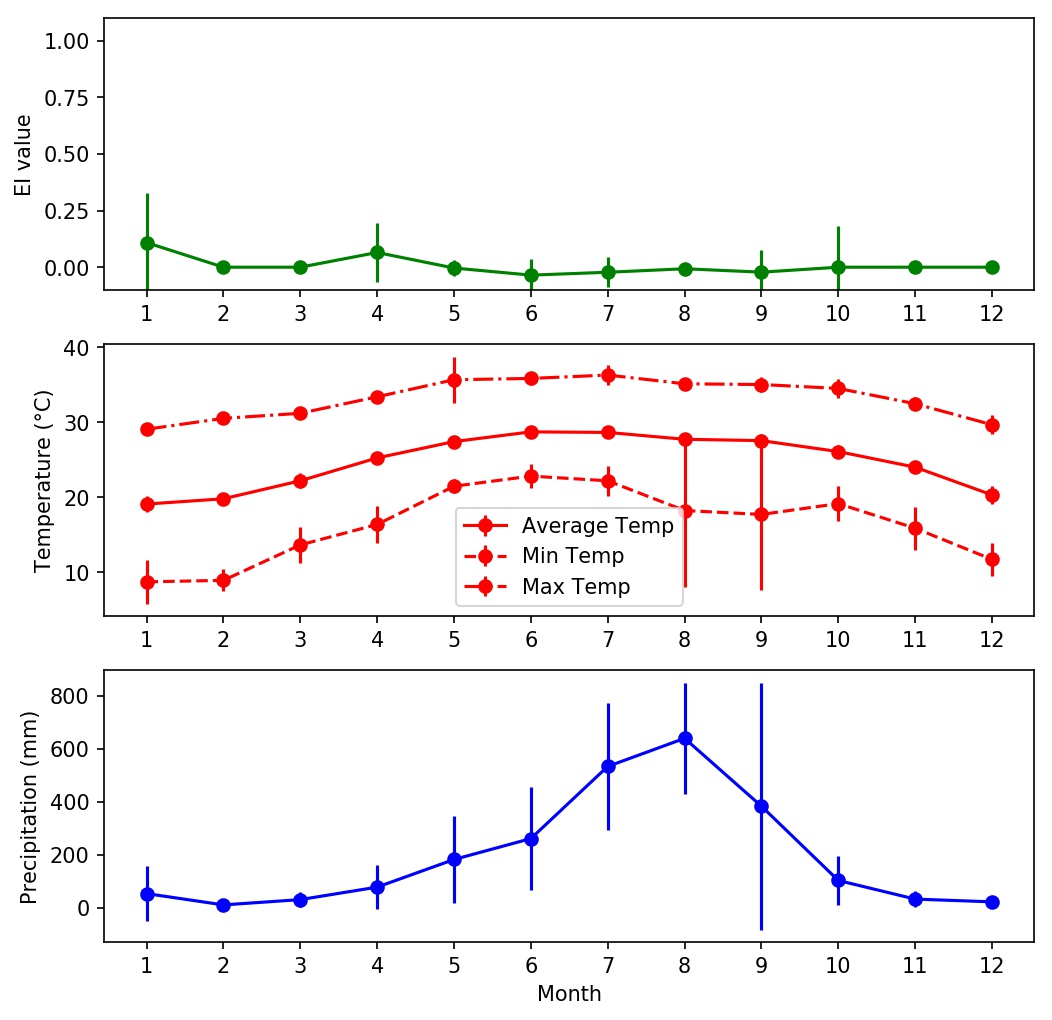 EI value
1.00
0.75
0.50
0.25
0.00
1 2 3 4 5 6 7 8 9 10 11 12
Temperature (°C)
40
30
20
10
Average Temp
Min Temp
Max Temp
1 2 3 4 5 6 7 8 9 10 11 12
Precipitation (mm)
800
600
400
200
0
1 2 3 4 5 6 7 8 9 10 11 12
Month